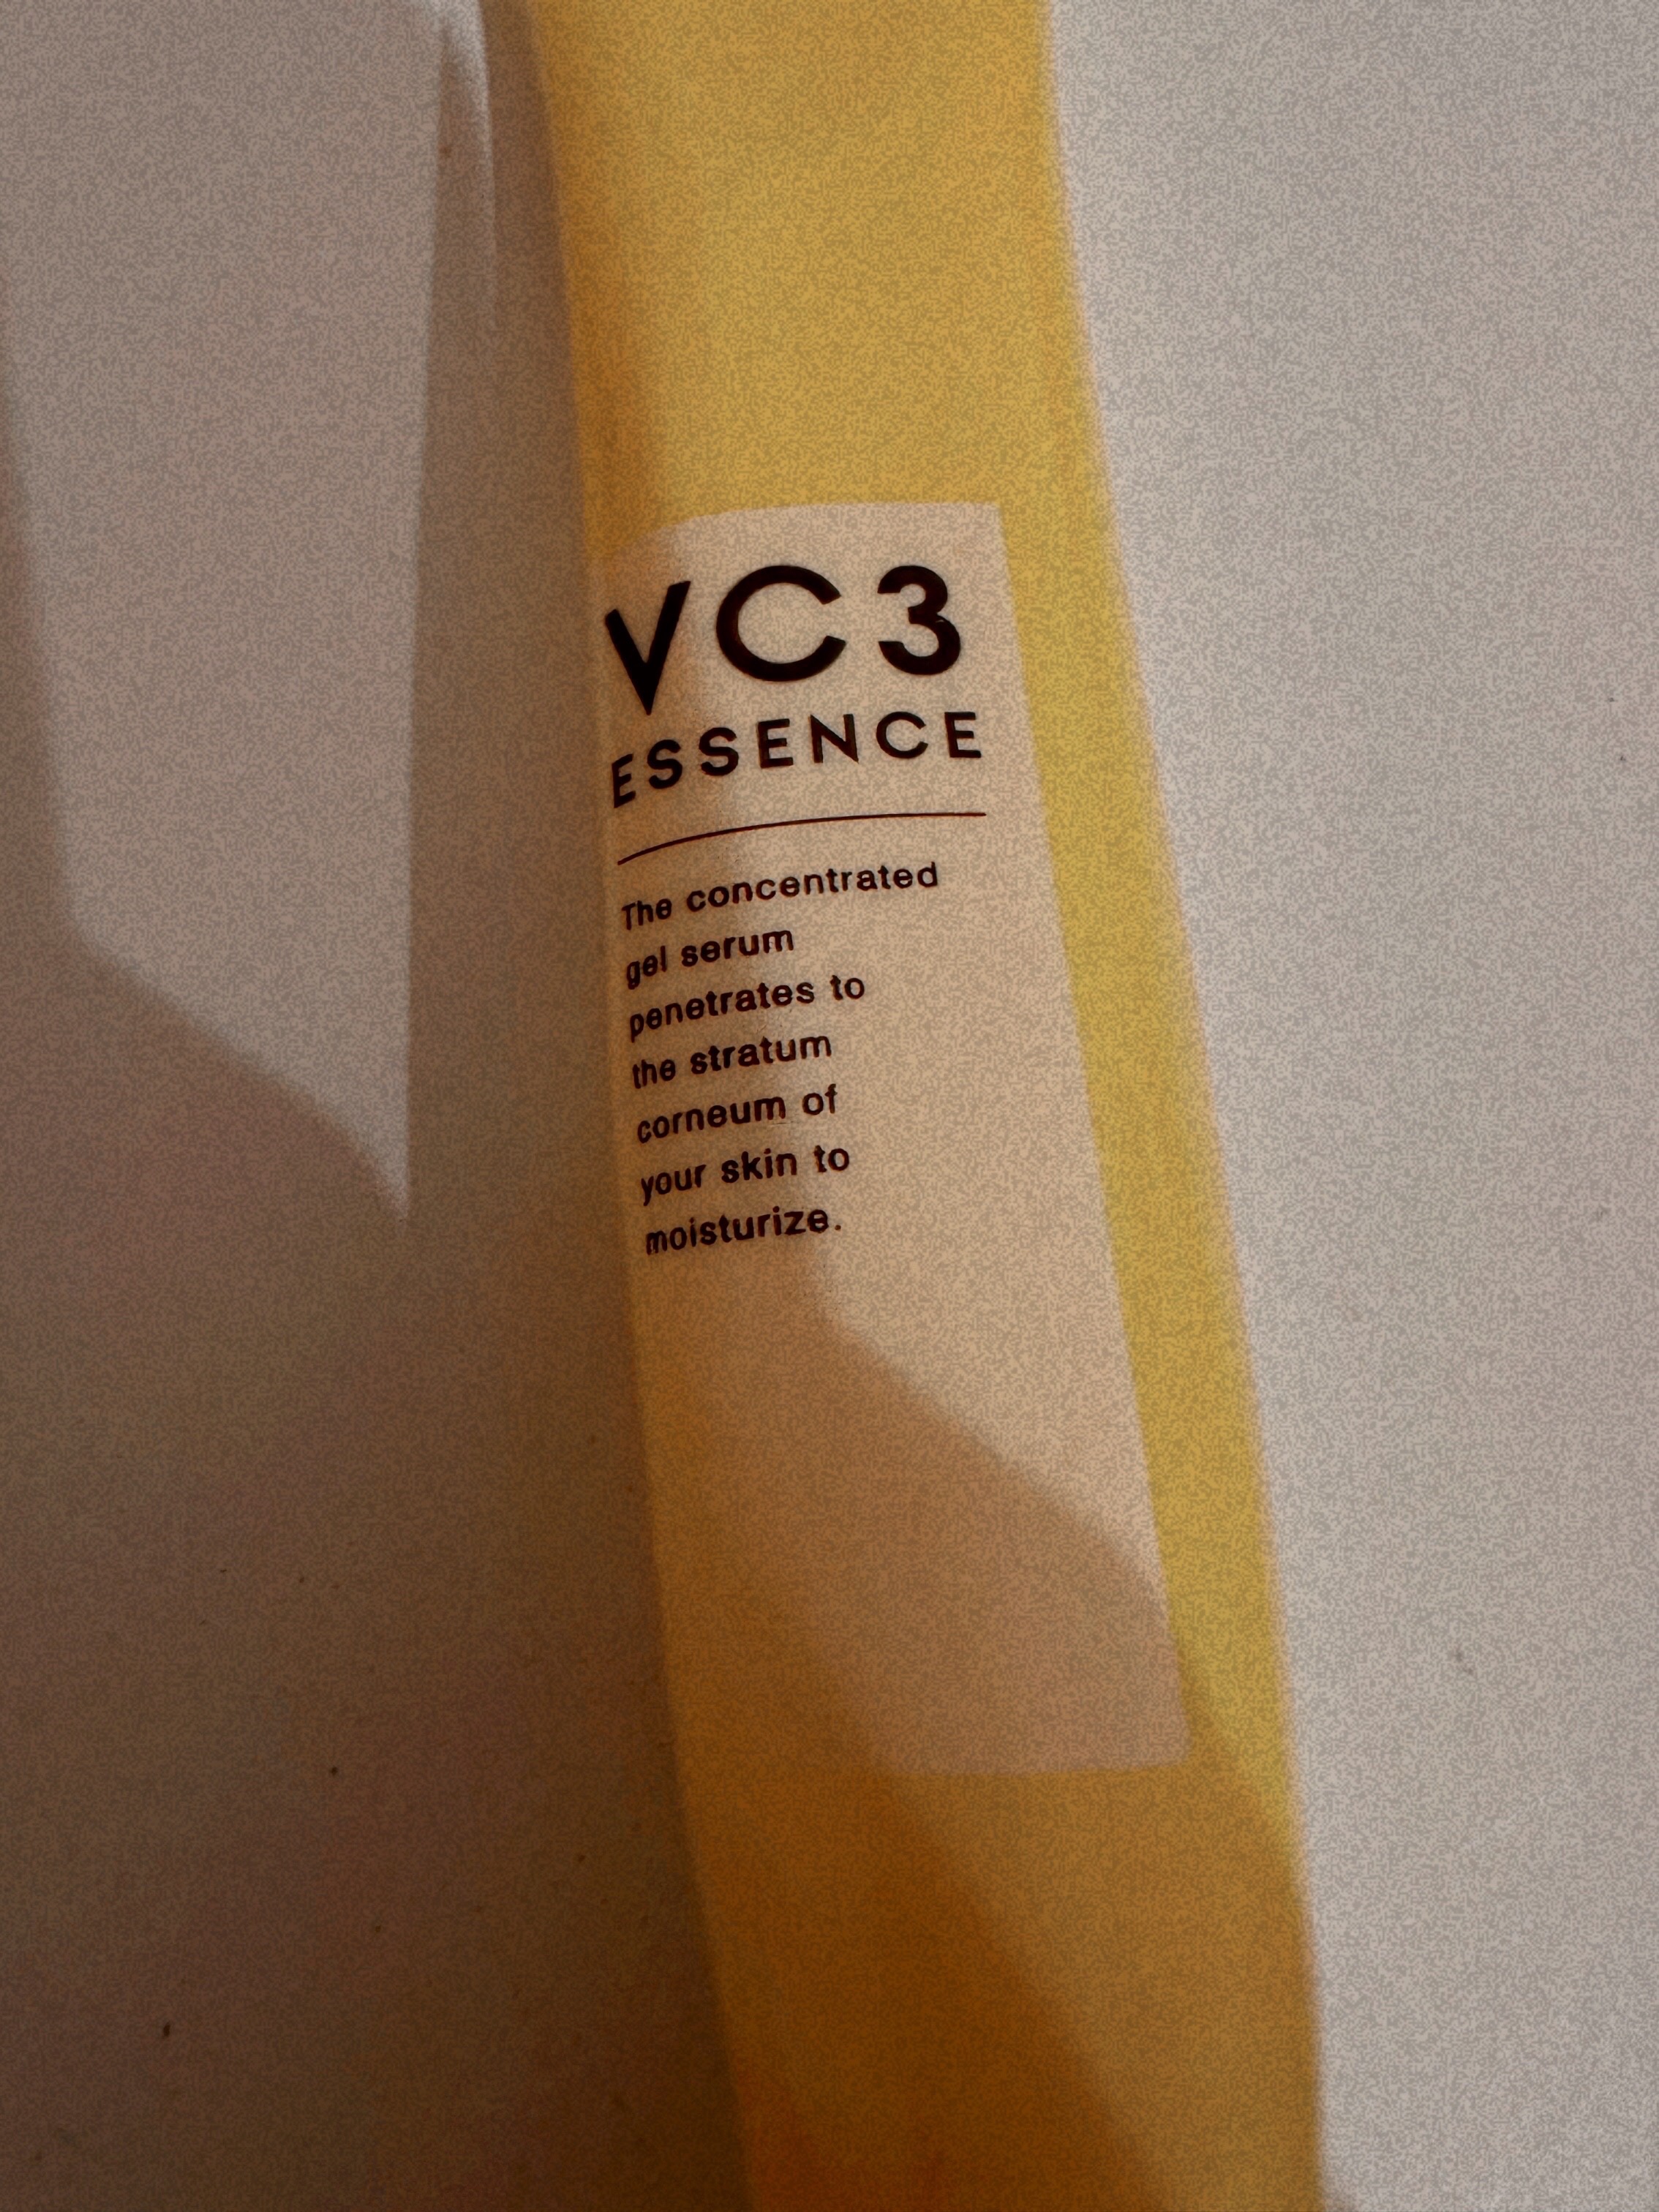 VC3
ESSENCE
The concentrated
gel serum
penetrates to
the stratum
corneum of
your skin to
moisturize.